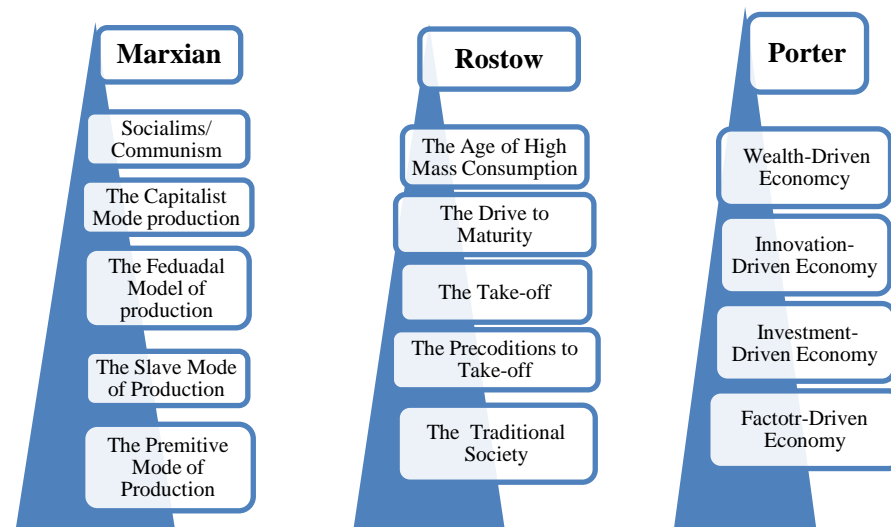 Marxian
Socialims/
Communism
The Capitalist
Mode production
The Feduadal
Model of
production
The Slave Mode
of Production
The Premitive
Mode of
Production
Rostow
The Age of High
Mass Consumption
The Drive to
Maturity
The Take-off
The Precoditions to
Take-off
The Traditional
Society
Porter
Wealth-Driven
Economcy
Innovation-
Driven Economy
Investment-
Driven Economy
Factotr-Driven
Economy